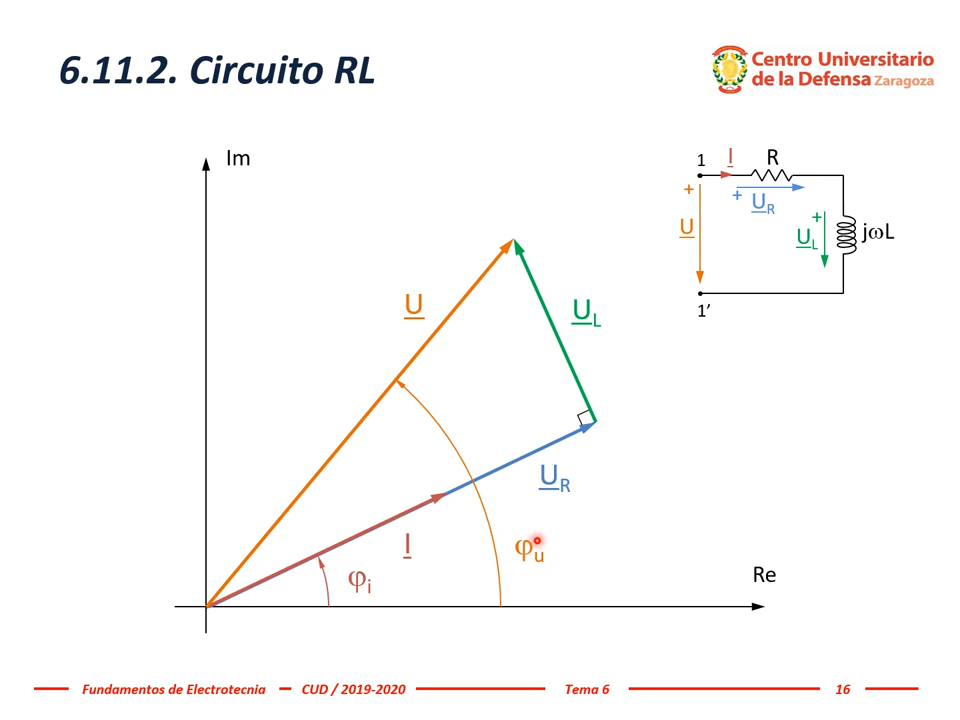 6.11.2. Circuito RL
Centro Universitario
de la Defensa Zaragoza
Im
1
I
R
+
+
U
U_R
+
U_L
jωL
1’
U
U_L
U_R
I
φ_u
φ_i
Re
Fundamentos de Electrotecnia
CUD / 2019-2020
Tema 6
16